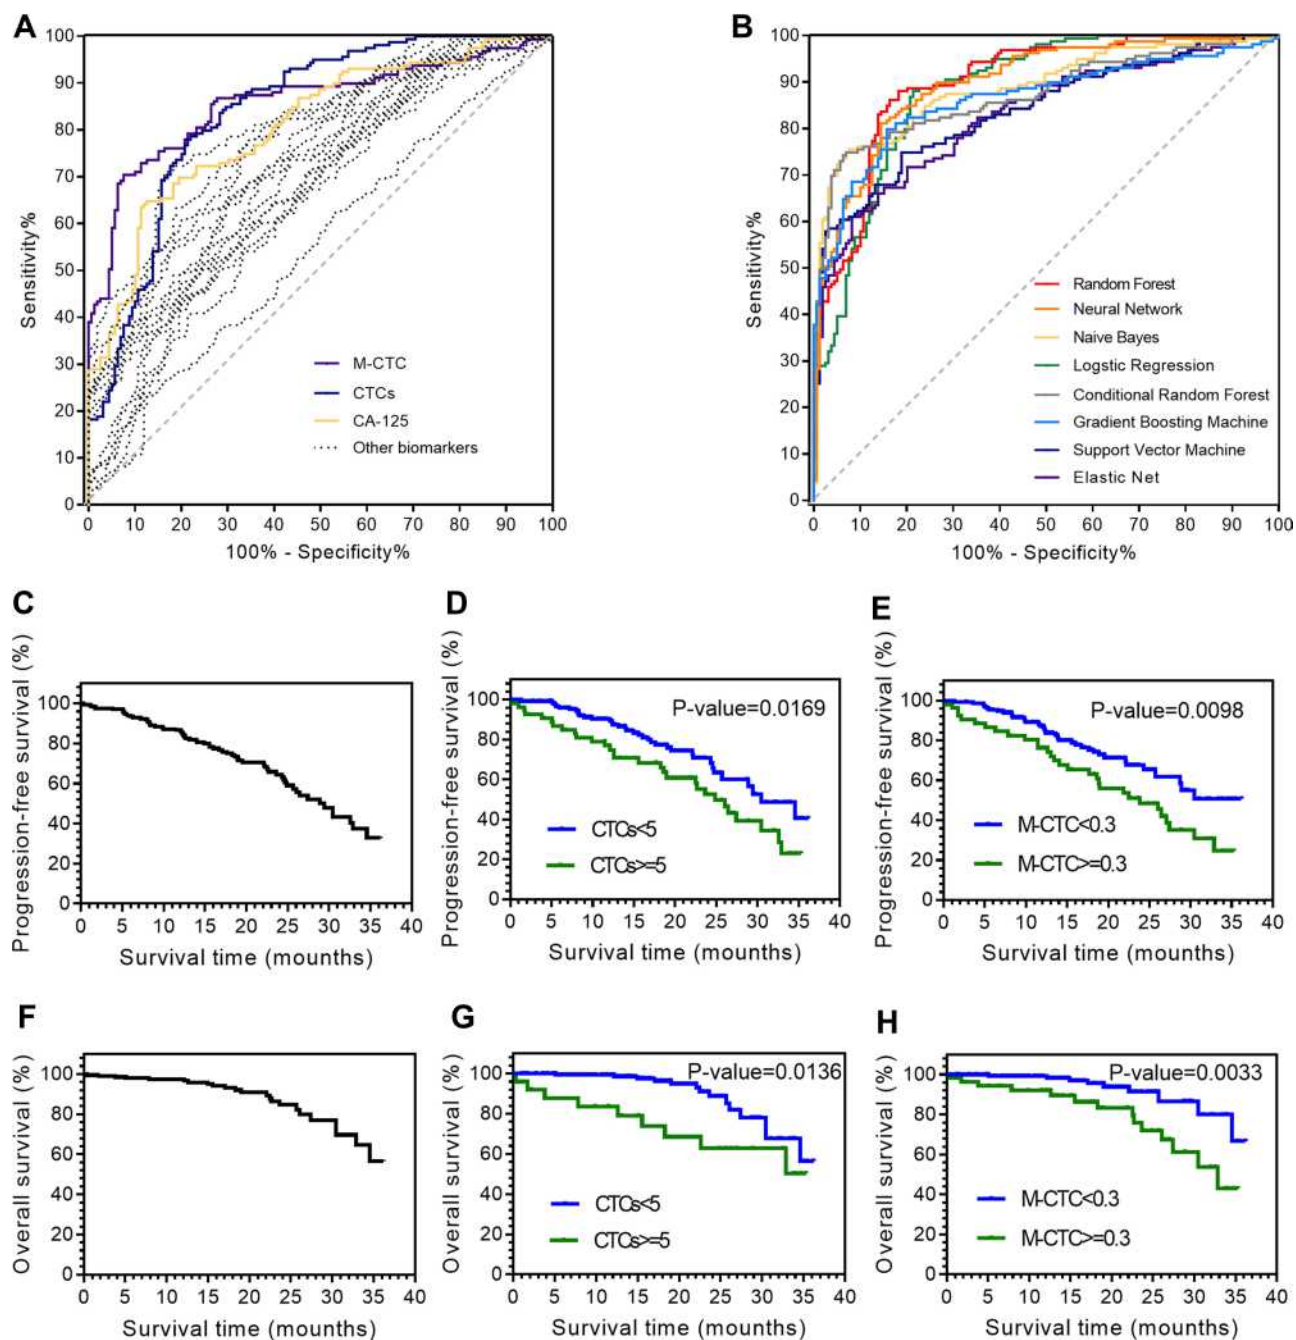 A
Sensitivity%
100
90
80
70
60
50
40
30
20
10
0
M-CTC
CTCs
CA-125
Other biomarkers
0 10 20 30 40 50 60 70 80 90 100
100% - Specificity%
B
Sensitivity%
100
90
80
70
60
50
40
30
20
10
0
Random Forest
Neural Network
Naive Bayes
Logstic Regression
Conditional Random Forest
Gradient Boosting Machine
Support Vector Machine
Elastic Net
0 10 20 30 40 50 60 70 80 90 100
100% - Specificity%
C
Progression-free survival (%)
100
80
60
40
20
0
0 5 10 15 20 25 30 35 40
Survival time (mounths)
D
Progression-free survival (%)
100
80
60
40
20
0
P-value=0.0169
CTCs<5
CTCs>=5
0 5 10 15 20 25 30 35 40
Survival time (mounths)
E
Progression-free survival (%)
100
80
60
40
20
0
P-value=0.0098
M-CTC<0.3
M-CTC>=0.3
0 5 10 15 20 25 30 35 40
Survival time (mounths)
F
Overall survival (%)
100
80
60
40
20
0
0 5 10 15 20 25 30 35 40
Survival time (mounths)
G
Overall survival (%)
100
80
60
40
20
0
P-value=0.0136
CTCs<5
CTCs>=5
0 5 10 15 20 25 30 35 40
Survival time (mounths)
H
Overall survival (%)
100
80
60
40
20
0
P-value=0.0033
M-CTC<0.3
M-CTC>=0.3
0 5 10 15 20 25 30 35 40
Survival time (mounths)